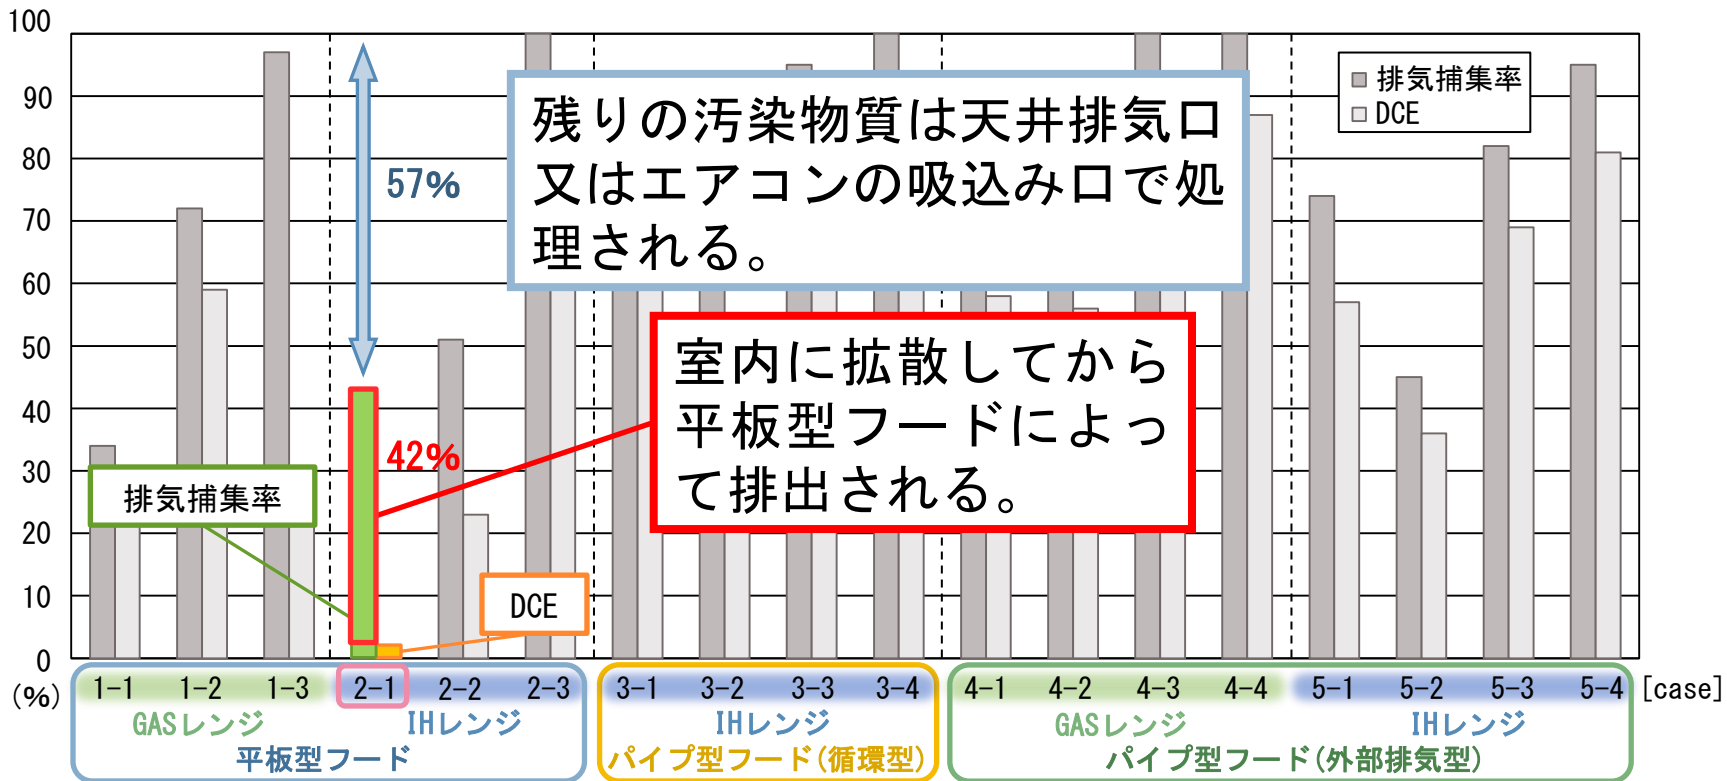 100
90
80
70
60
50
40
30
20
10
0
(%)
57%
残りの汚染物質は天井排気口
又はエアコンの吸込み口で処
理される。
排気捕集率
DCE
42%
室内に拡散してから
平板型フードによっ
て排出される。
排気捕集率
DCE
1-1 1-2 1-3 2-1 2-2 2-3 3-1 3-2 3-3 3-4 4-1 4-2 4-3 4-4 5-1 5-2 5-3 5-4 [case]
GASレンジ IHレンジ IHレンジ GASレンジ IHレンジ
平板型フード パイプ型フード(循環型) パイプ型フード(外部排気型)